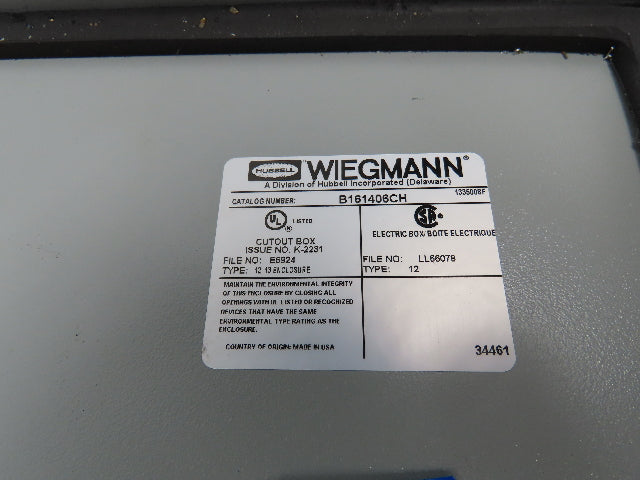 HUBBELL WIEGMANN®
A Division of Hubbell Incorporated (Delaware)
1335008F
CATALOG NUMBER: B161406CH
UL LISTED
CUTOUT BOX
ISSUE NO. K-2231
FILE NO: E6924
TYPE: 12 13 ENCLOSURE
ELECTRIC BOX/BOITE ELECTRIQUE
FILE NO: LL66078
TYPE: 12
MAINTAIN THE ENVIRONMENTAL INTEGRITY
OF THIS ENCLOSURE BY CLOSING ALL
OPENINGS WITH UL LISTED OR RECOGNIZED
DEVICES THAT HAVE THE SAME
ENVIRONMENTAL TYPE RATING AS THE
ENCLOSURE.
COUNTRY OF ORIGIN: MADE IN USA
34461